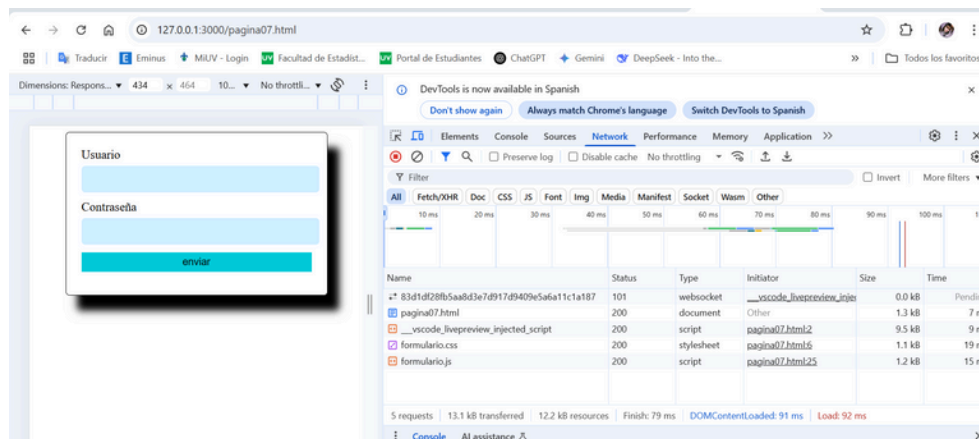 127.0.0.1:3000/pagina07.html
Traducir Eminus MiUV - Login Facultad de Estadíst... Portal de Estudiantes ChatGPT Gemini DeepSeek - Into the... » Todos los favoritos
Dimensions: Respons... 434 x 464 10... No throttli...
DevTools is now available in Spanish
Don't show again Always match Chrome's language Switch DevTools to Spanish
Elements Console Sources Network Performance Memory Application »
Preserve log Disable cache No throttling
Filter Invert More filters
All Fetch/XHR Doc CSS JS Font Img Media Manifest Socket Wasm Other
10 ms 20 ms 30 ms 40 ms 50 ms 60 ms 70 ms 80 ms 90 ms 100 ms
Usuario
Contraseña
enviar
Name Status Type Initiator Size Time
83d1df28fb5aa8d3e7d917d9409e5a6a11c1a187 101 websocket __vscode_livepreview_injec 0.0 kB Pendi
pagina07.html 200 document Other 1.3 kB 7 m
__vscode_livepreview_injected_script 200 script pagina07.html:2 9.5 kB 9 m
formulario.css 200 stylesheet pagina07.html:6 1.1 kB 19 m
formulario.js 200 script pagina07.html:25 1.2 kB 15 m
5 requests 13.1 kB transferred 12.2 kB resources Finish: 79 ms DOMContentLoaded: 91 ms Load: 92 ms
Console AI assistance